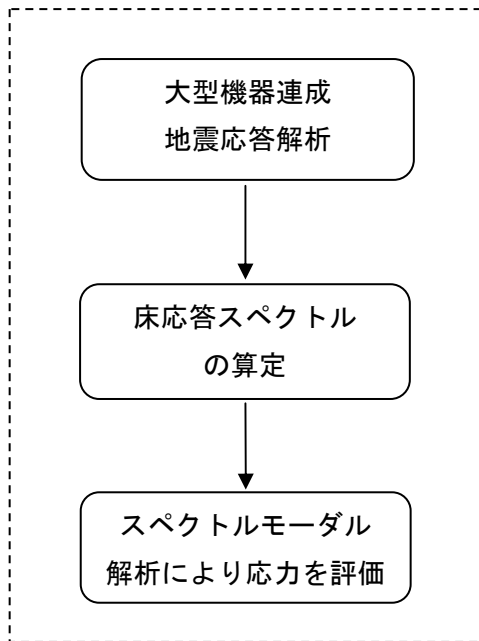 大型機器連成
地震応答解析
床応答スペクトル
の算定
スペクトルモーダル
解析により応力を評価